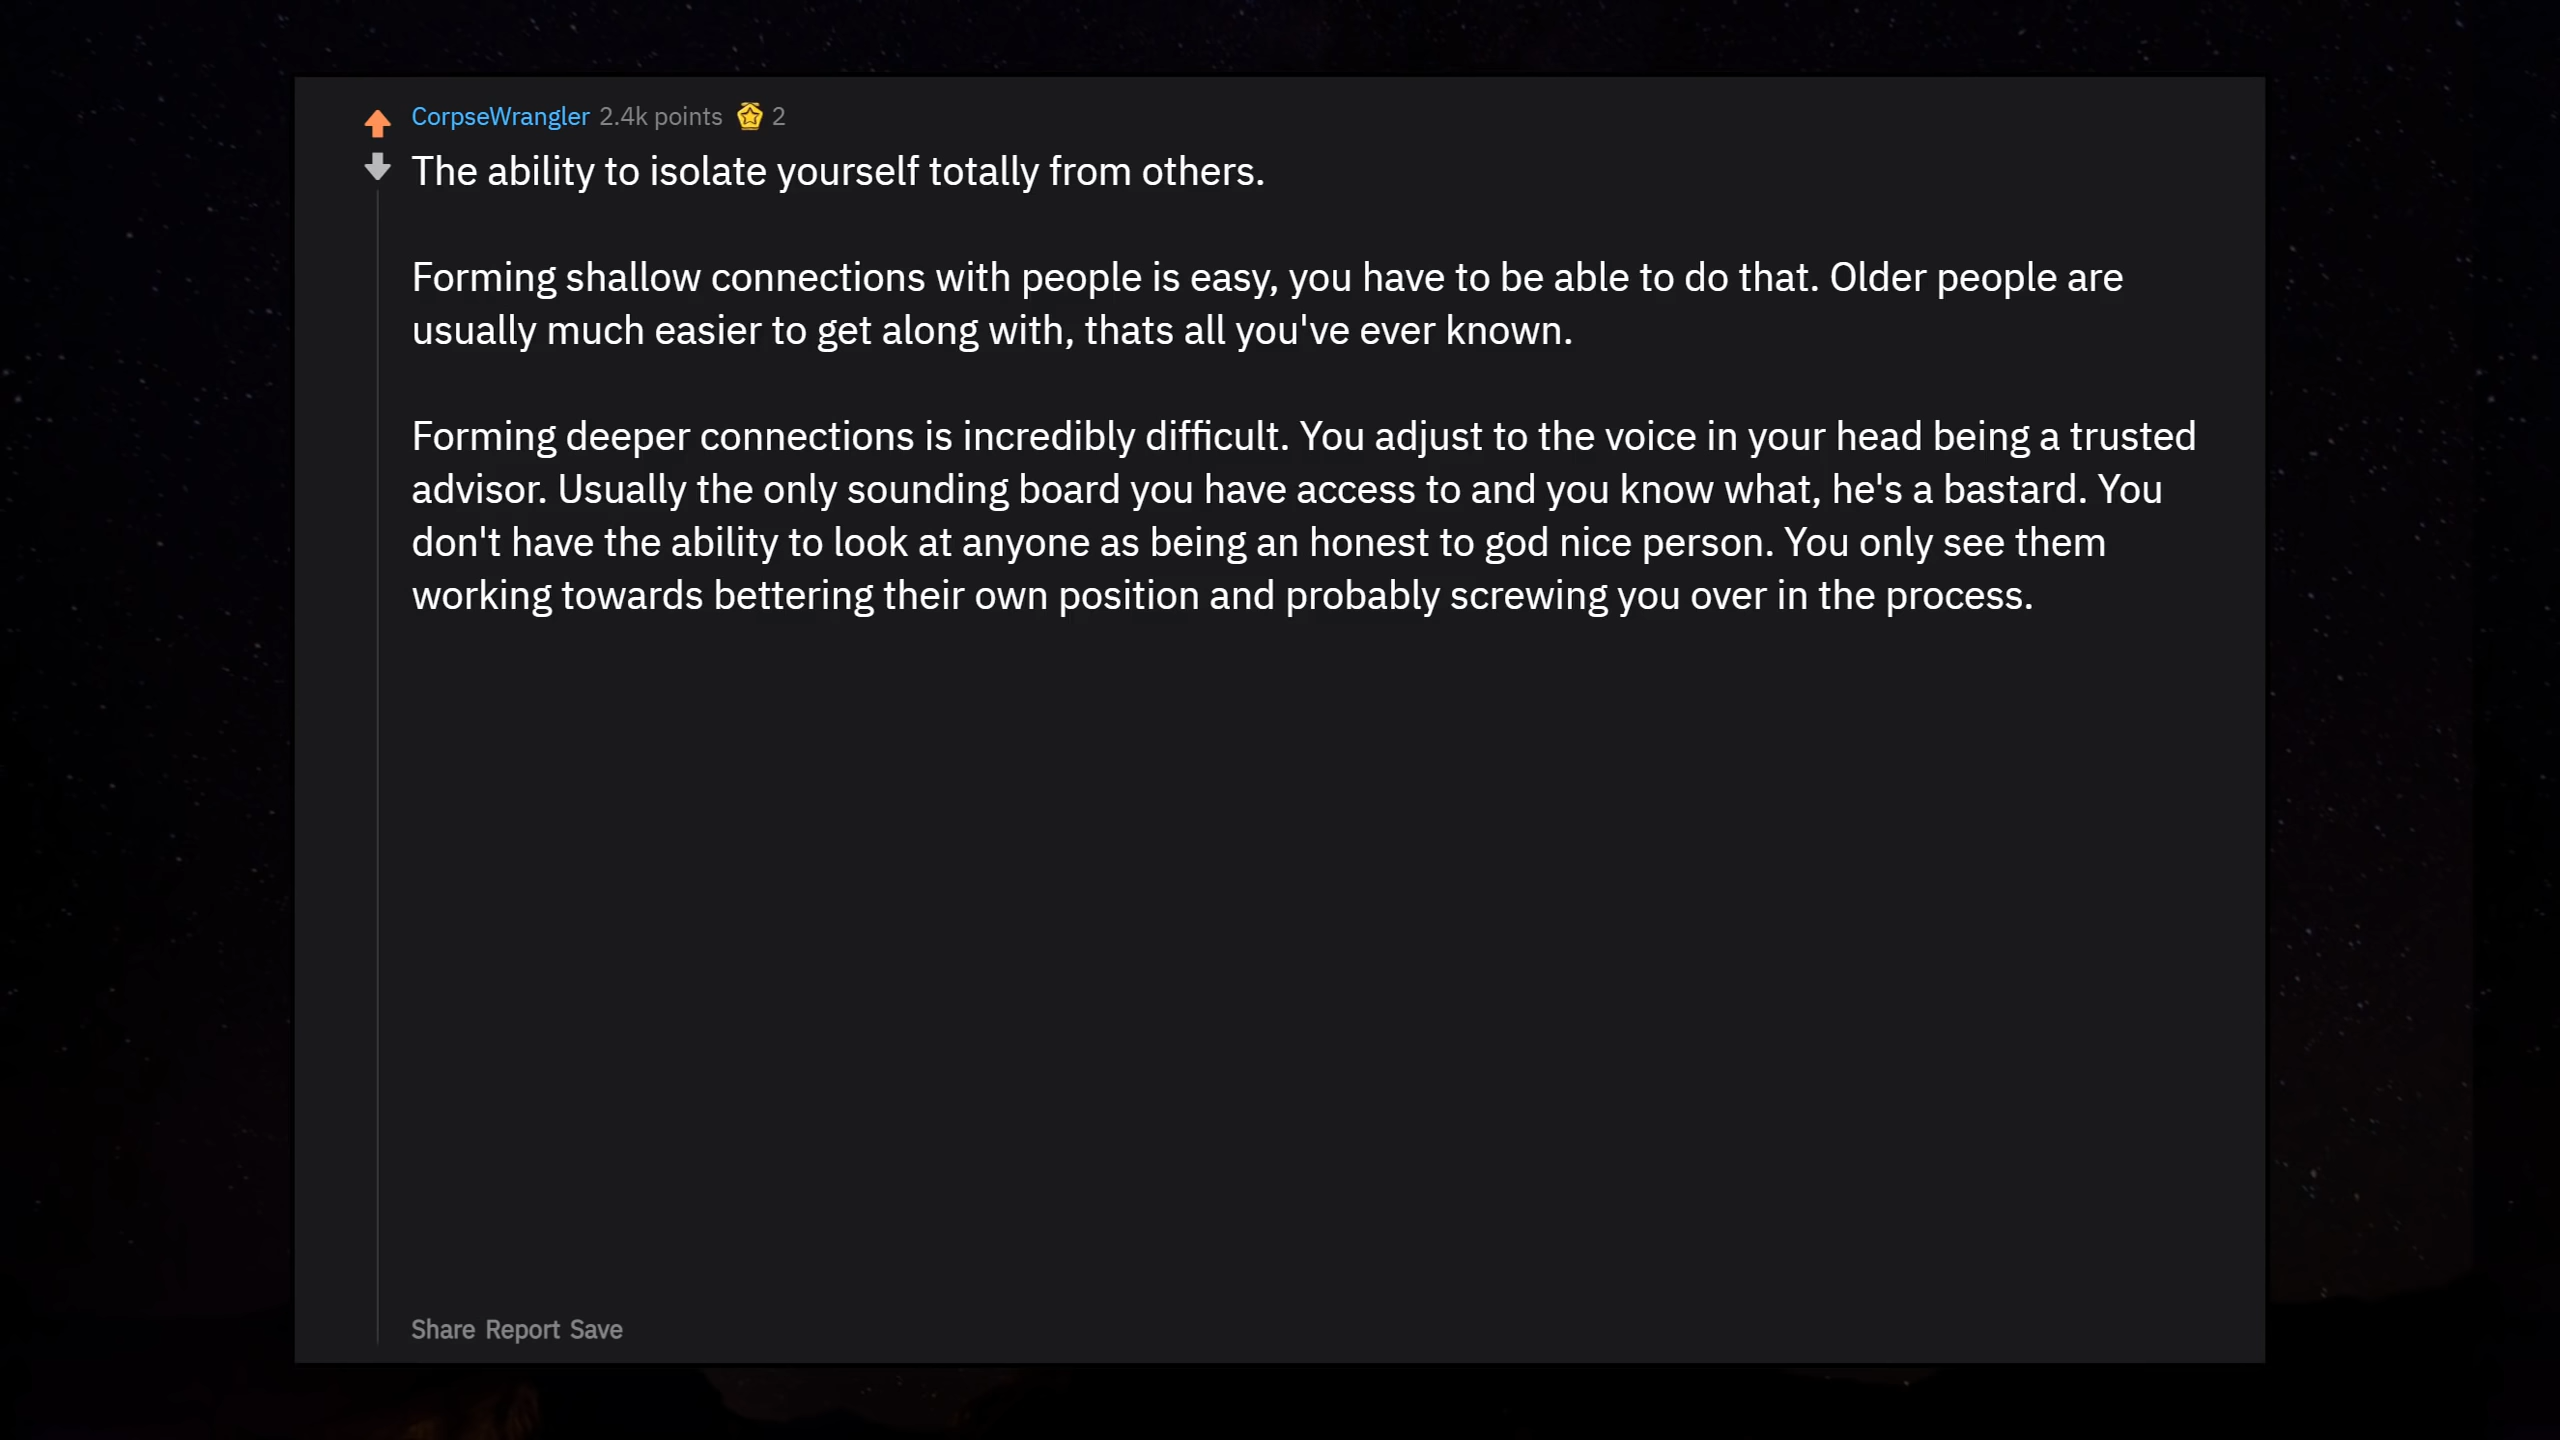 CorpseWrangler 2.4k points 2
The ability to isolate yourself totally from others.
Forming shallow connections with people is easy, you have to be able to do that. Older people are
usually much easier to get along with, thats all you've ever known.
Forming deeper connections is incredibly difficult. You adjust to the voice in your head being a trusted
advisor. Usually the only sounding board you have access to and you know what, he's a bastard. You
don't have the ability to look at anyone as being an honest to god nice person. You only see them
working towards bettering their own position and probably screwing you over in the process.
Share Report Save